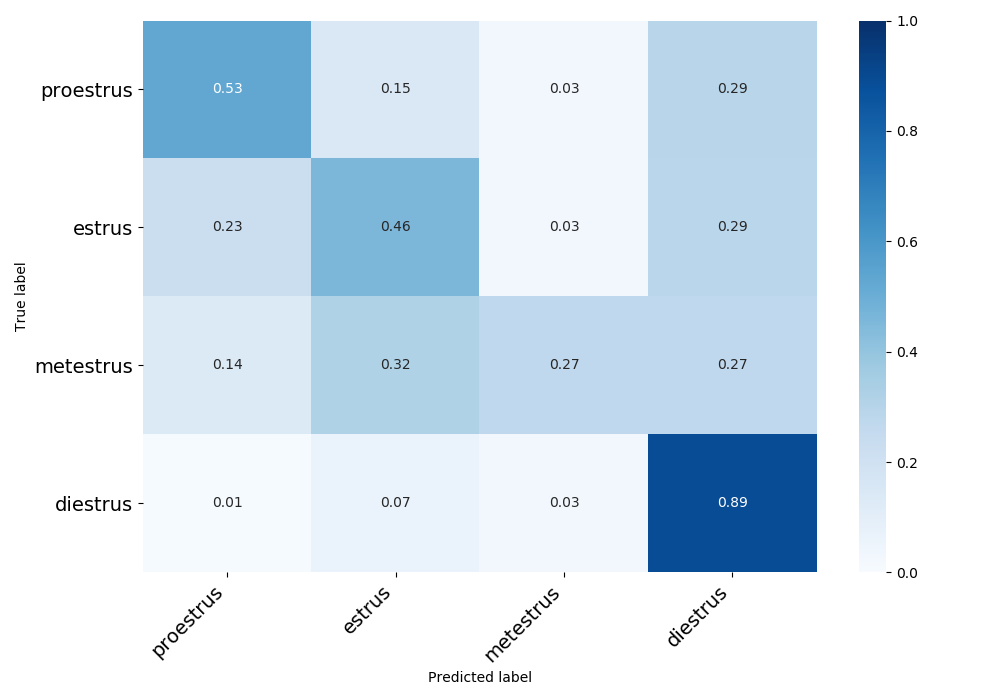 proestrus 0.53 0.15 0.03 0.29
estrus 0.23 0.46 0.03 0.29
metestrus 0.14 0.32 0.27 0.27
diestrus 0.01 0.07 0.03 0.89
True label
proestrus estrus metestrus diestrus
Predicted label
1.0
0.8
0.6
0.4
0.2
0.0